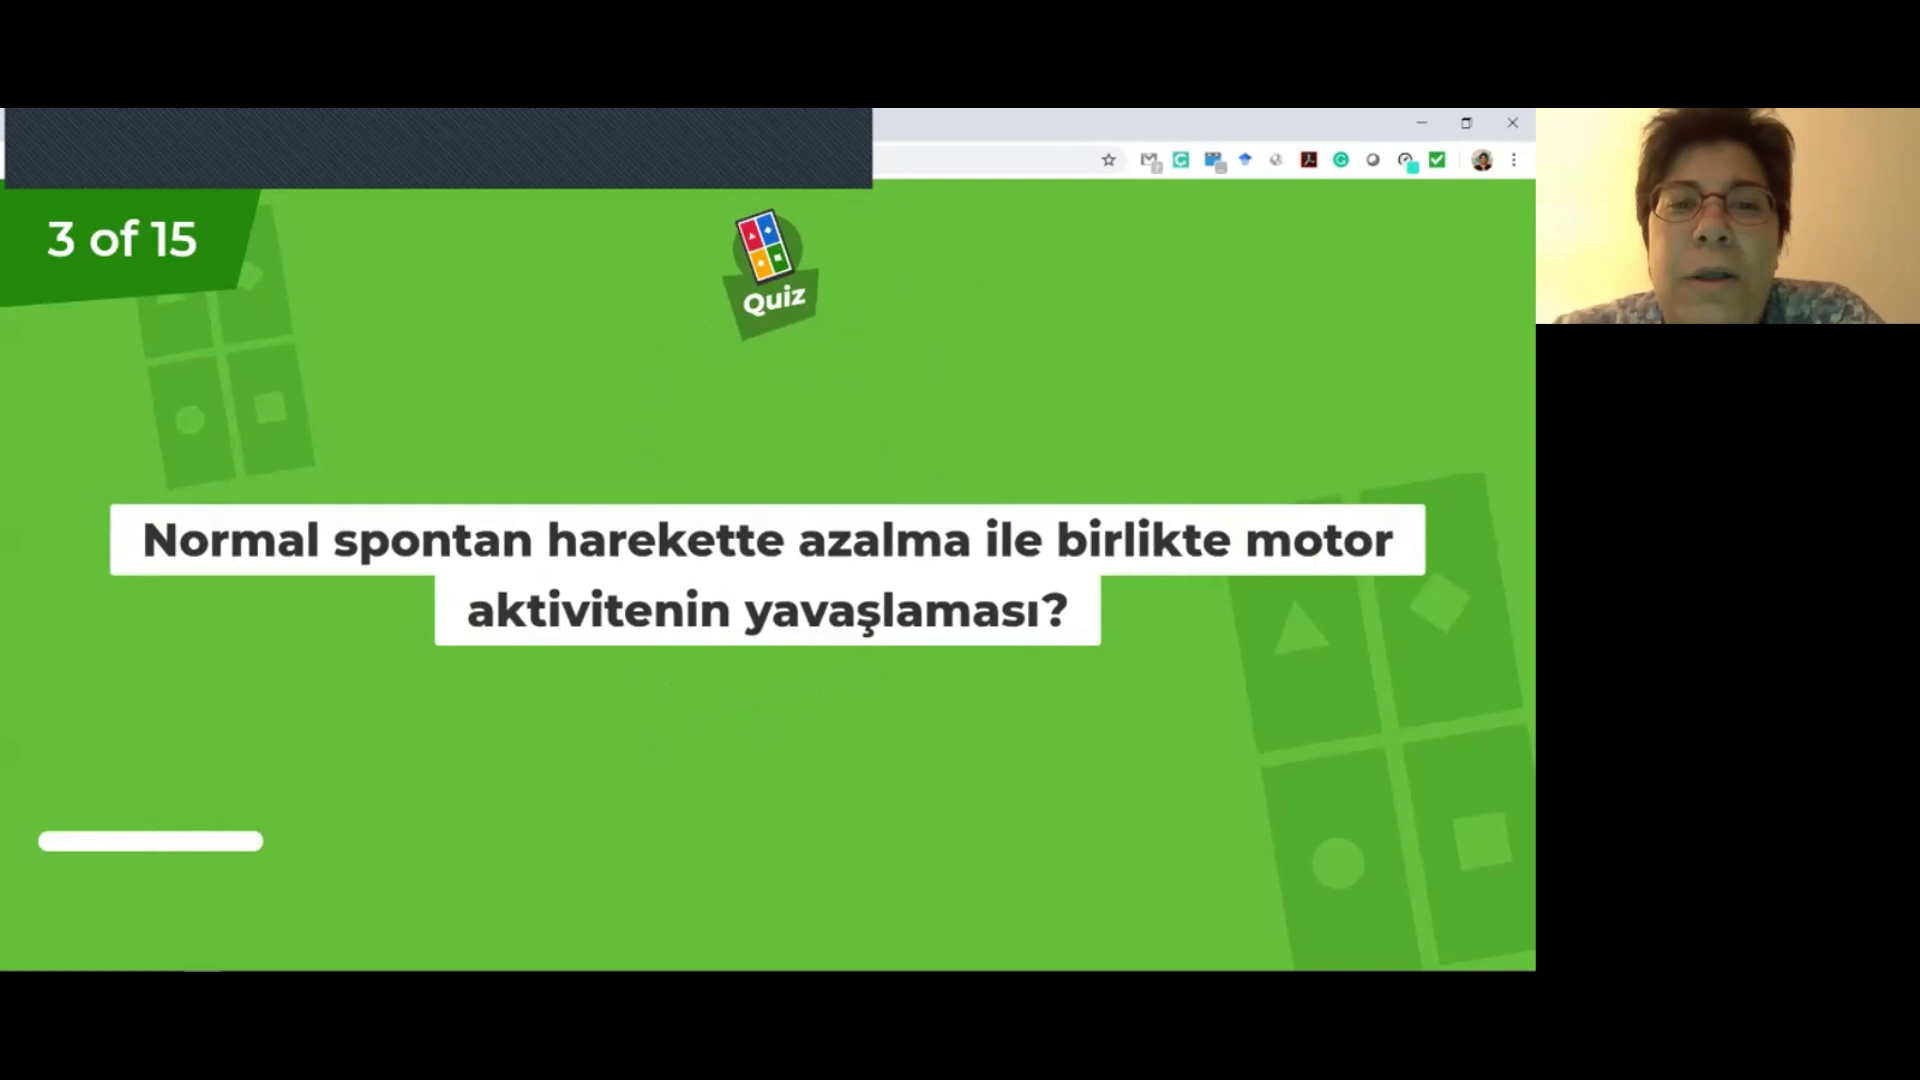 3 of 15
Quiz
Normal spontan harekette azalma ile birlikte motor
aktivitenin yavaşlaması?